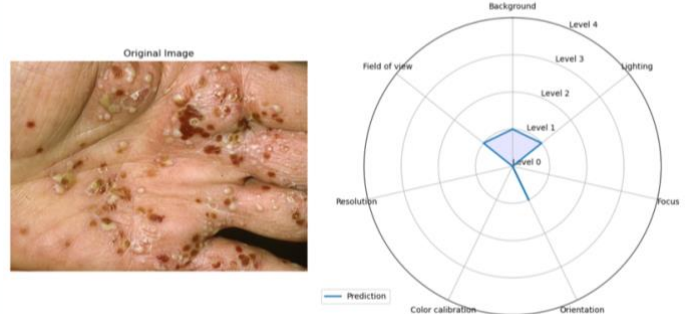 Original Image
Background
Level 4
Level 3
Field of view
Lighting
Level 2
Level 1
Level 0
Resolution
Focus
Prediction
Color calibration
Orientation